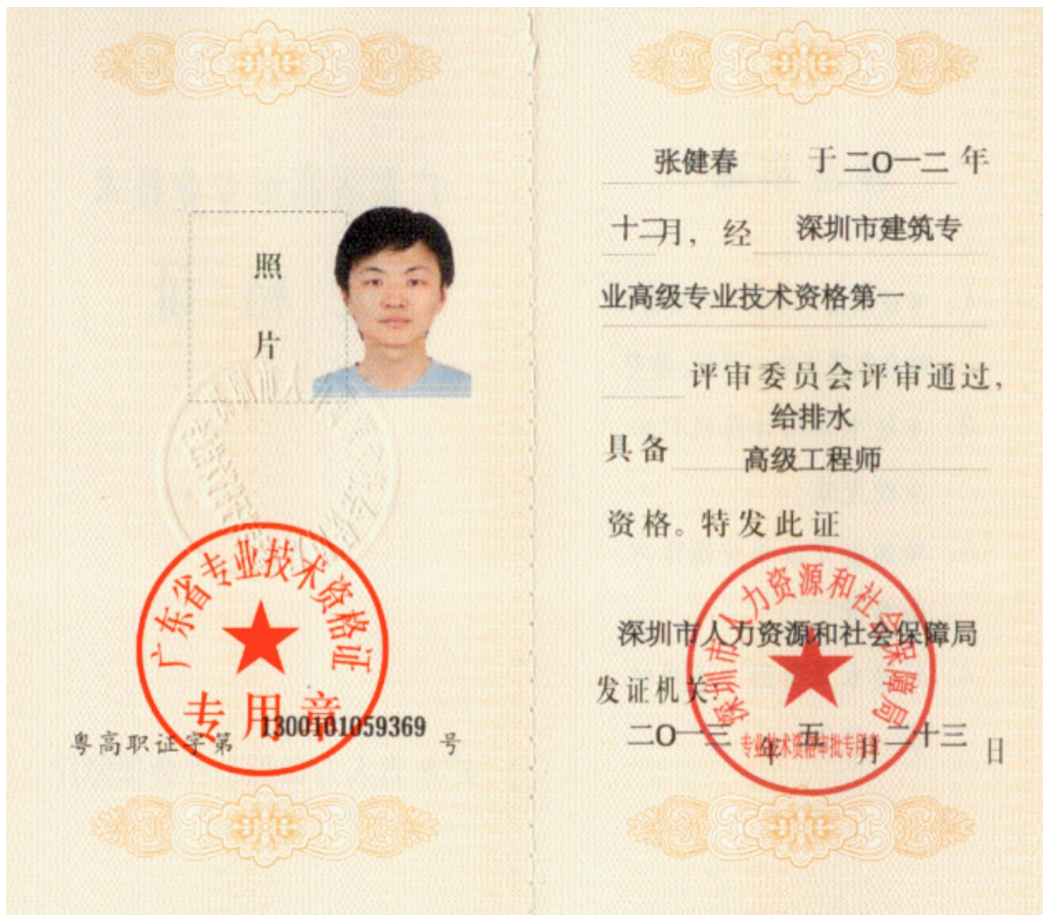 照
片
广东省专业技术资格证
专用章
粤高职证字第 1300101059369 号
张健春 于 二〇一二 年
十二月，经 深圳市建筑专
业高级专业技术资格第一
评审委员会评审通过，
给排水
具备 高级工程师
资格。特发此证
深圳市人力资源和社会保障局
深圳市人力资源和社会保障局
发证机关：
二〇一三 年 五 月 二十三 日
专业技术资格审批专用章